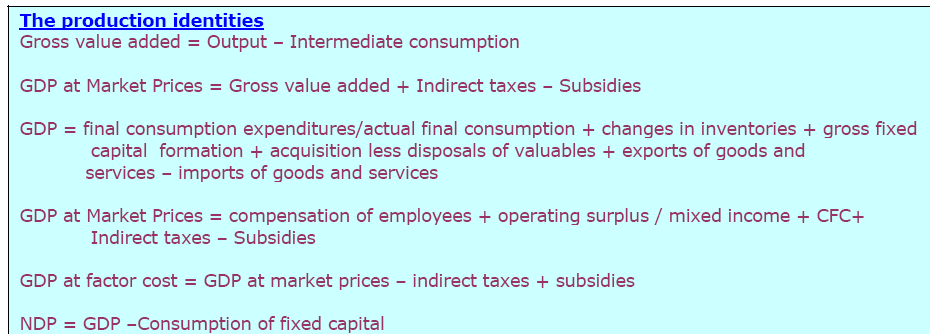 The production identities
Gross value added = Output – Intermediate consumption
GDP at Market Prices = Gross value added + Indirect taxes – Subsidies
GDP = final consumption expenditures/actual final consumption + changes in inventories + gross fixed
capital formation + acquisition less disposals of valuables + exports of goods and
services – imports of goods and services
GDP at Market Prices = compensation of employees + operating surplus / mixed income + CFC+
Indirect taxes – Subsidies
GDP at factor cost = GDP at market prices – indirect taxes + subsidies
NDP = GDP –Consumption of fixed capital